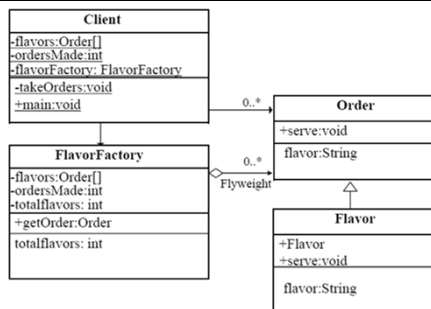 Client
-flavors:Order[]
-ordersMade:int
-flavorFactory: FlavorFactory
-takeOrders:void
+main:void
0..*
Order
+serve:void
flavor:String
FlavorFactory
-flavors:Order[]
-ordersMade:int
-totalflavors: int
+getOrder:Order
totalflavors: int
0..*
Flyweight
Flavor
+Flavor
+serve:void
flavor:String